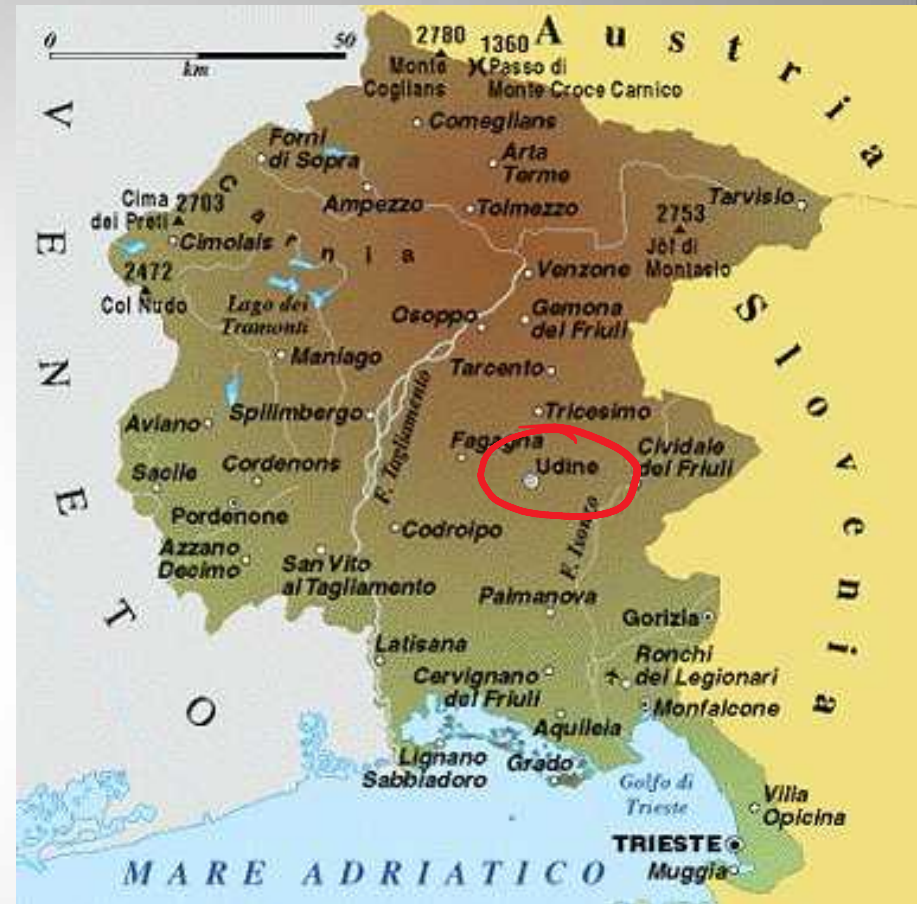 0 50
km
Austria
2780
Monte
Coglians
1360
Passo di
Monte Croce Carnico
Comeglians
Forni
di Sopra
Arta
Terme
Ampezzo
Tolmezzo
Tarvisio
Cima 2703
dei Preti
Cimolais
Carnia
2753
Jôf di
Montasio
Venzone
2472
Col Nudo
Lago dei
Tramonti
Osoppo
Gemona
del Friuli
Maniago
Tarcento
Aviano
Spilimbergo
Tricesimo
F. Tagliamento
Fagagna
Udine
Cividale
del Friuli
Sacile
Cordenons
Pordenone
Codroipo
F. Isonzo
Azzano
Decimo
San Vito
al Tagliamento
Palmanova
Gorizia
Latisana
Ronchi
dei Legionari
Cervignano
del Friuli
Monfalcone
Aquileia
Lignano
Sabbiadoro
Grado
Golfo di
Trieste
Villa
Opicina
TRIESTE
Muggia
MARE ADRIATICO
VENETO
Slovenia